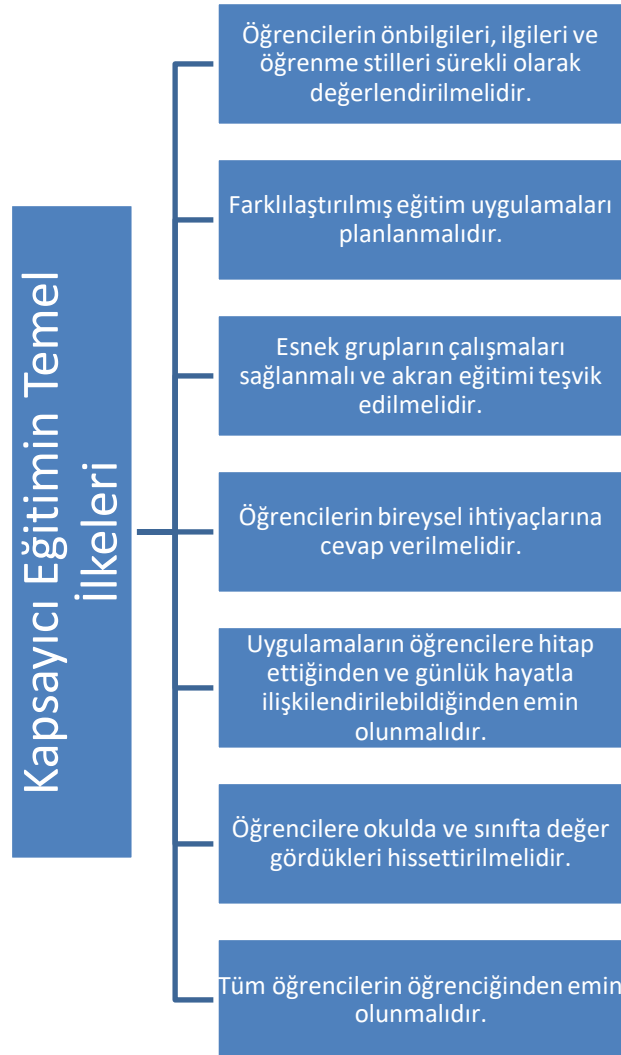 Kapsayıcı Eğitimin Temel
İlkeleri
Öğrencilerin önbilgileri, ilgileri ve
öğrenme stilleri sürekli olarak
değerlendirilmelidir.
Farklılaştırılmış eğitim uygulamaları
planlanmalıdır.
Esnek grupların çalışmaları
sağlanmalı ve akran eğitimi teşvik
edilmelidir.
Öğrencilerin bireysel ihtiyaçlarına
cevap verilmelidir.
Uygulamaların öğrencilere hitap
ettiğinden ve günlük hayatla
ilişkilendirilebildiğinden emin
olunmalıdır.
Öğrencilere okulda ve sınıfta değer
gördükleri hissettirilmelidir.
Tüm öğrencilerin öğrenciğinden emin
olunmalıdır.